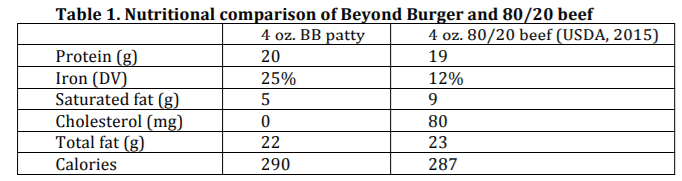 Table 1. Nutritional comparison of Beyond Burger and 80/20 beef
4 oz. BB patty 4 oz. 80/20 beef (USDA, 2015)
Protein (g) 20 19
Iron (DV) 25% 12%
Saturated fat (g) 5 9
Cholesterol (mg) 0 80
Total fat (g) 22 23
Calories 290 287